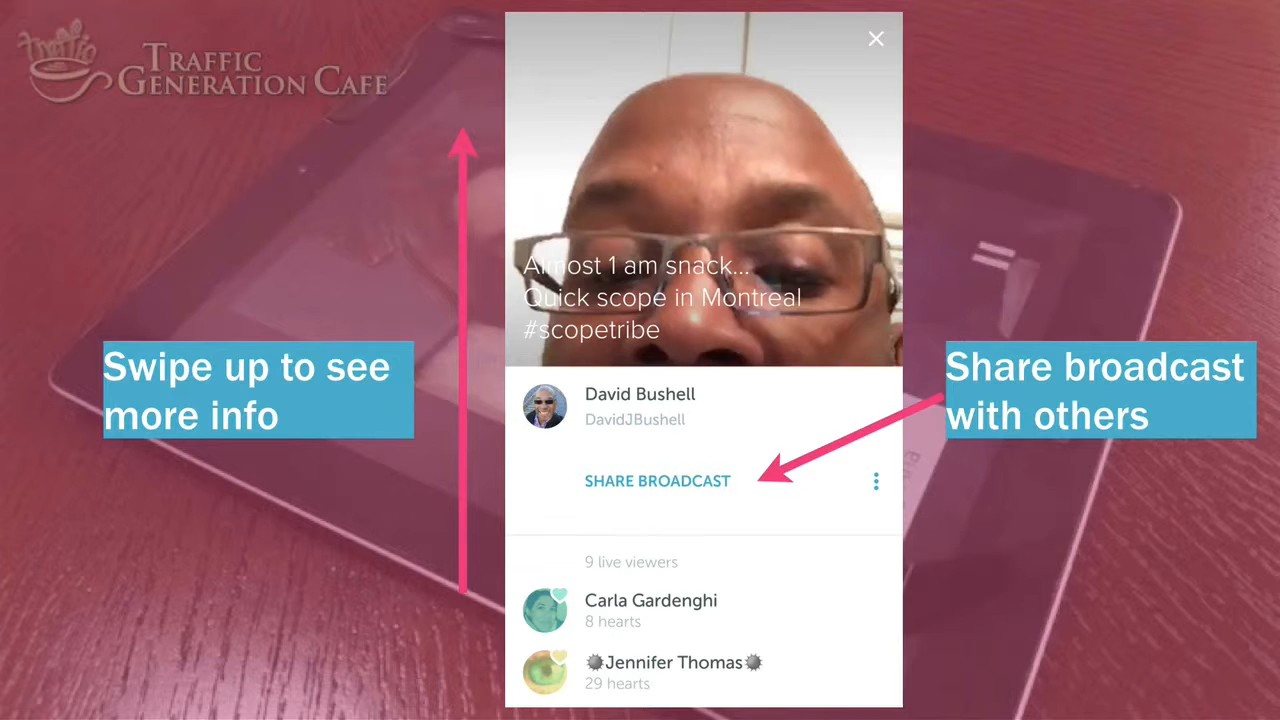 TRAFFIC
GENERATION CAFE
Almost 1 am snack...
Quick scope in Montreal
#scopetribe
Swipe up to see
more info
Share broadcast
with others
David Bushell
DavidJBushell
SHARE BROADCAST
9 live viewers
Carla Gardenghi
8 hearts
Jennifer Thomas
29 hearts